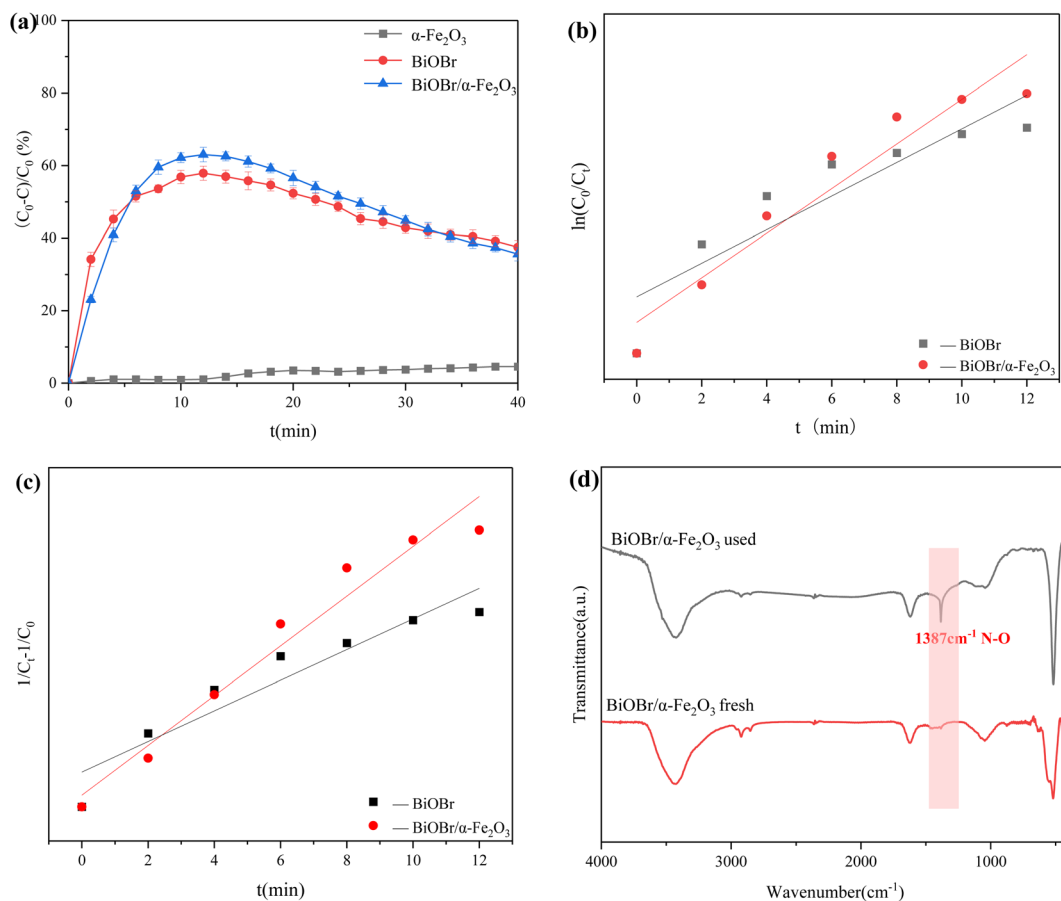 (a)
100
80
60
40
20
0
(C₀-C)/C₀ (%)
0 10 20 30 40
t(min)
α-Fe₂O₃
BiOBr
BiOBr/α-Fe₂O₃
(b)
ln(C₀/Cₜ)
0 2 4 6 8 10 12
t (min)
— BiOBr
— BiOBr/α-Fe₂O₃
(c)
1/Cₜ-1/C₀
0 2 4 6 8 10 12
t(min)
— BiOBr
— BiOBr/α-Fe₂O₃
(d)
Transmittance(a.u.)
BiOBr/α-Fe₂O₃ used
1387cm⁻¹ N-O
BiOBr/α-Fe₂O₃ fresh
4000 3000 2000 1000
Wavenumber(cm⁻¹)